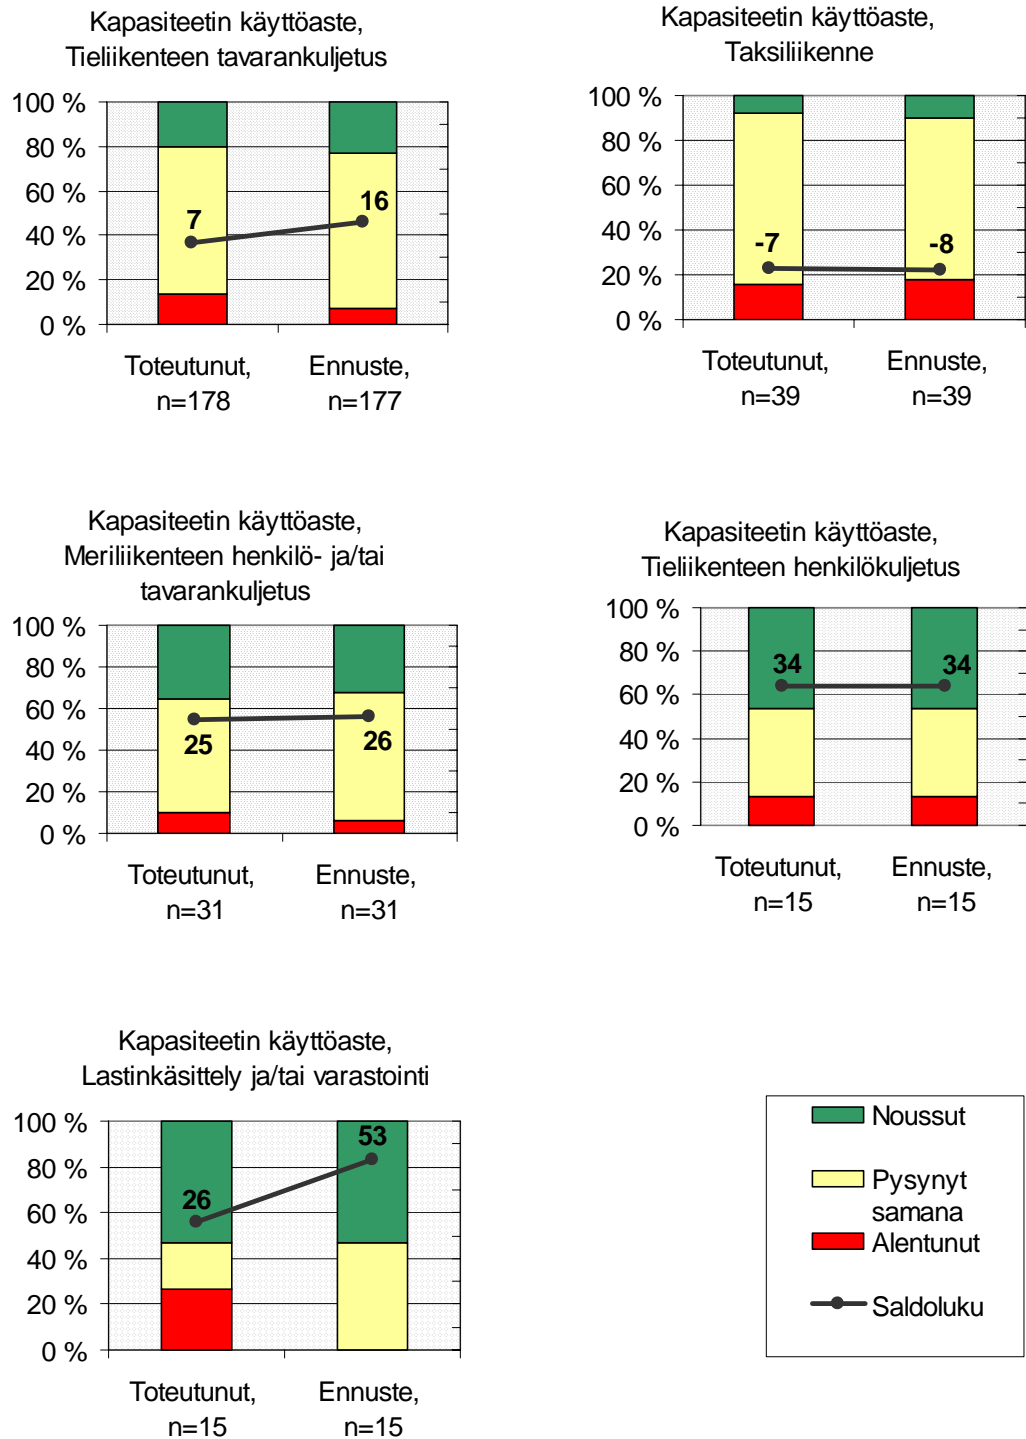 Kapasiteetin käyttöaste,
Tieliikenteen tavarankuljetus
100 %
80 %
60 %
40 %
20 %
0 %
7
16
Toteutunut,
n=178
Ennuste,
n=177
Kapasiteetin käyttöaste,
Taksiliikenne
100 %
80 %
60 %
40 %
20 %
0 %
-7
-8
Toteutunut,
n=39
Ennuste,
n=39
Kapasiteetin käyttöaste,
Meriliikenteen henkilö- ja/tai
tavarankuljetus
100 %
80 %
60 %
40 %
20 %
0 %
25
26
Toteutunut,
n=31
Ennuste,
n=31
Kapasiteetin käyttöaste,
Tieliikenteen henkilökuljetus
100 %
80 %
60 %
40 %
20 %
0 %
34
34
Toteutunut,
n=15
Ennuste,
n=15
Kapasiteetin käyttöaste,
Lastinkäsittely ja/tai varastointi
100 %
80 %
60 %
40 %
20 %
0 %
26
53
Toteutunut,
n=15
Ennuste,
n=15
Noussut
Pysynyt
samana
Alentunut
Saldoluku